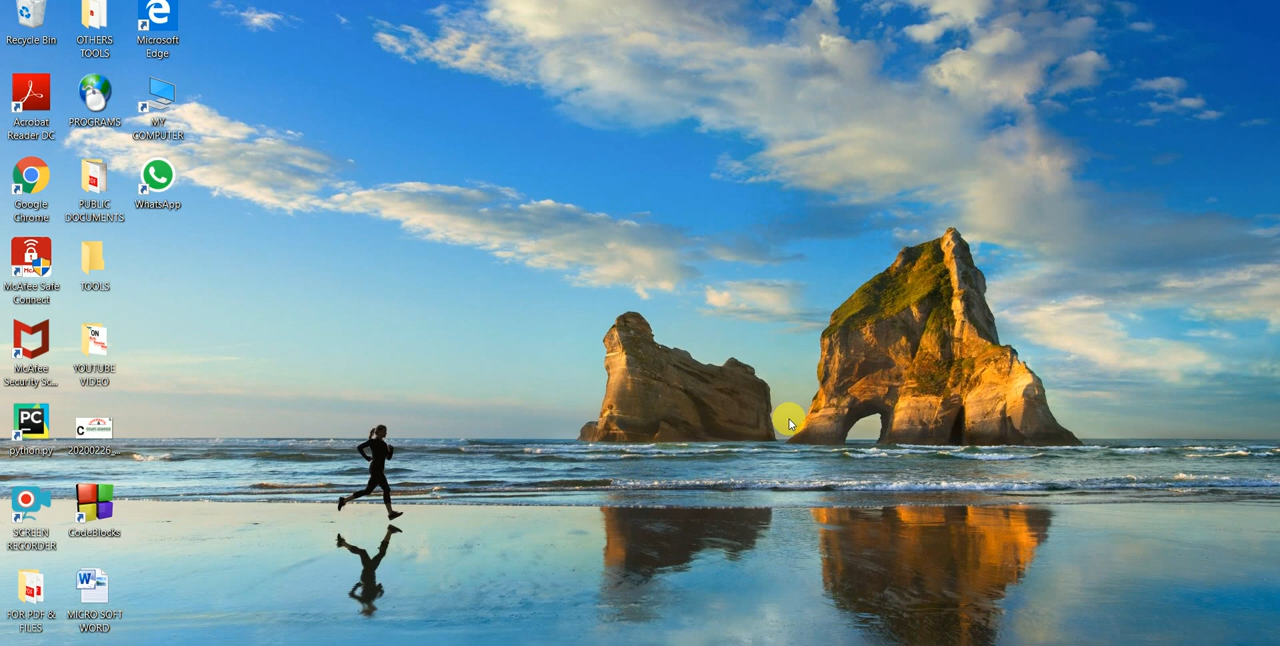 Recycle Bin
OTHERS
TOOLS
Microsoft
Edge
Acrobat
Reader DC
PROGRAMS
MY
COMPUTER
Google
Chrome
PUBLIC
DOCUMENTS
WhatsApp
McAfee Safe
Connect
TOOLS
McAfee
Security Sc...
ON
YOUTUBE
VIDEO
PC
python.py
C
20200226_...
SCREEN
RECORDER
CodeBlocks
FOR PDF &
FILES
W
MICRO SOFT
WORD